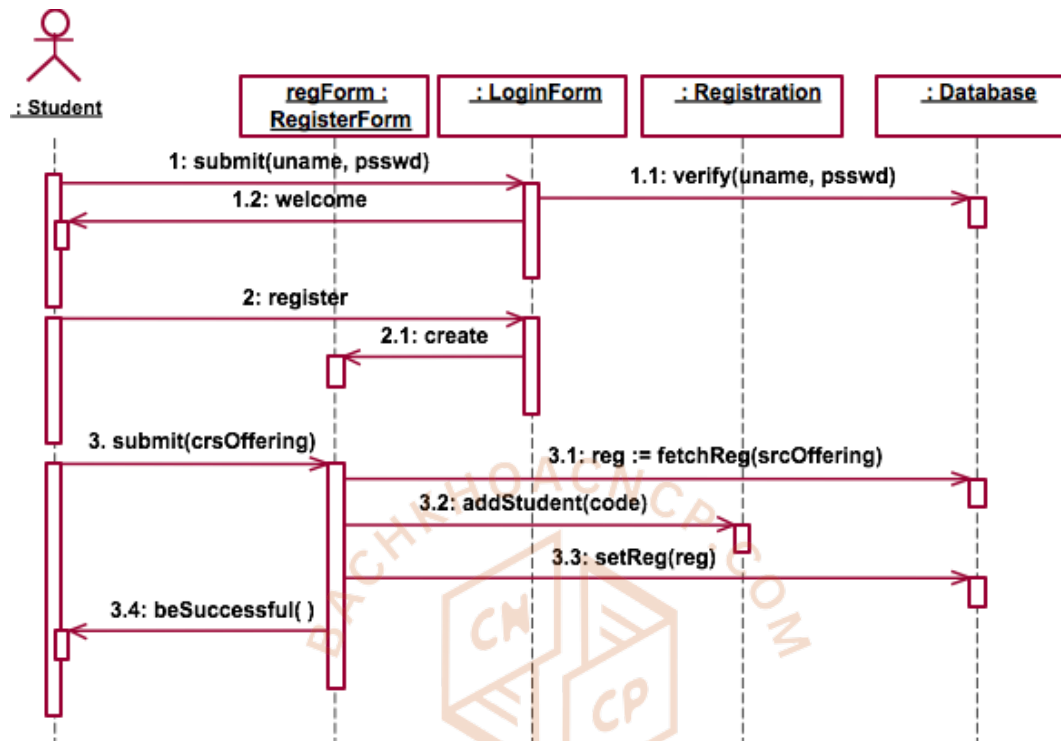 : Student
regForm :
RegisterForm
: LoginForm
: Registration
: Database
1: submit(uname, psswd)
1.1: verify(uname, psswd)
1.2: welcome
2: register
2.1: create
3. submit(crsOffering)
3.1: reg := fetchReg(srcOffering)
3.2: addStudent(code)
3.3: setReg(reg)
3.4: beSuccessful( )
BACHKHOACNCP.COM
CN
CP